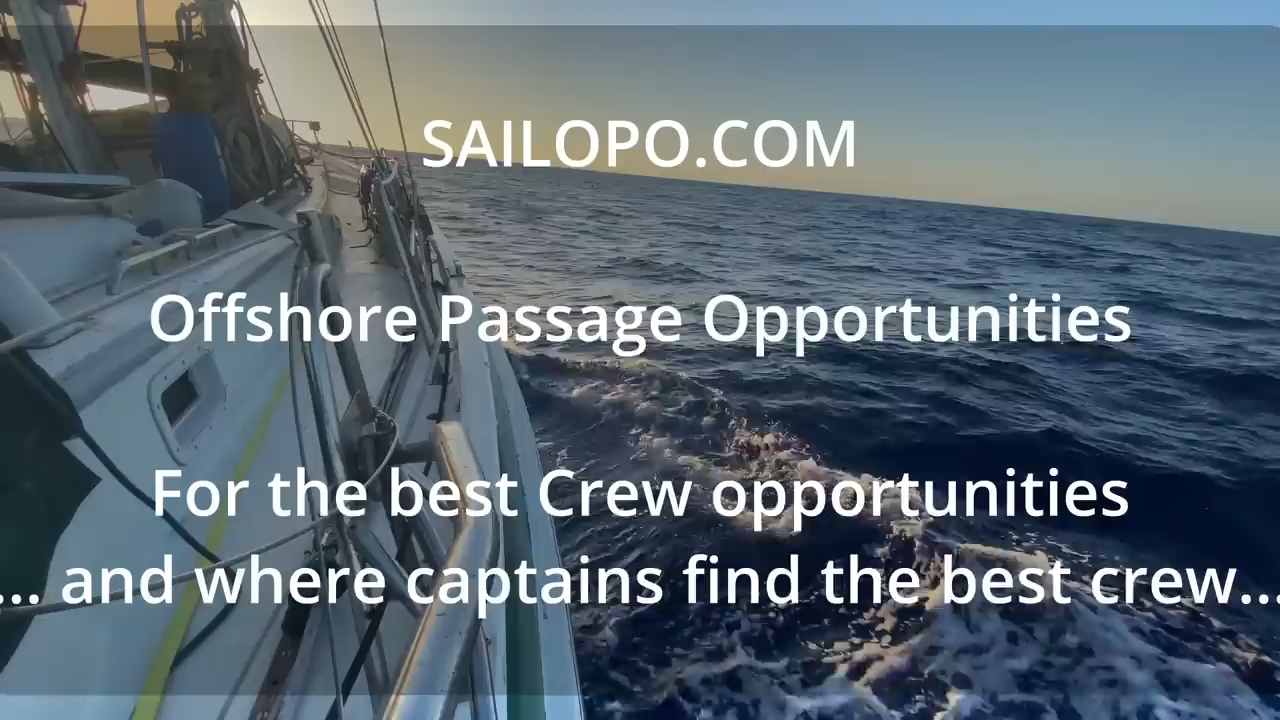 SAILOPO.COM
Offshore Passage Opportunities
For the best Crew opportunities
... and where captains find the best crew...